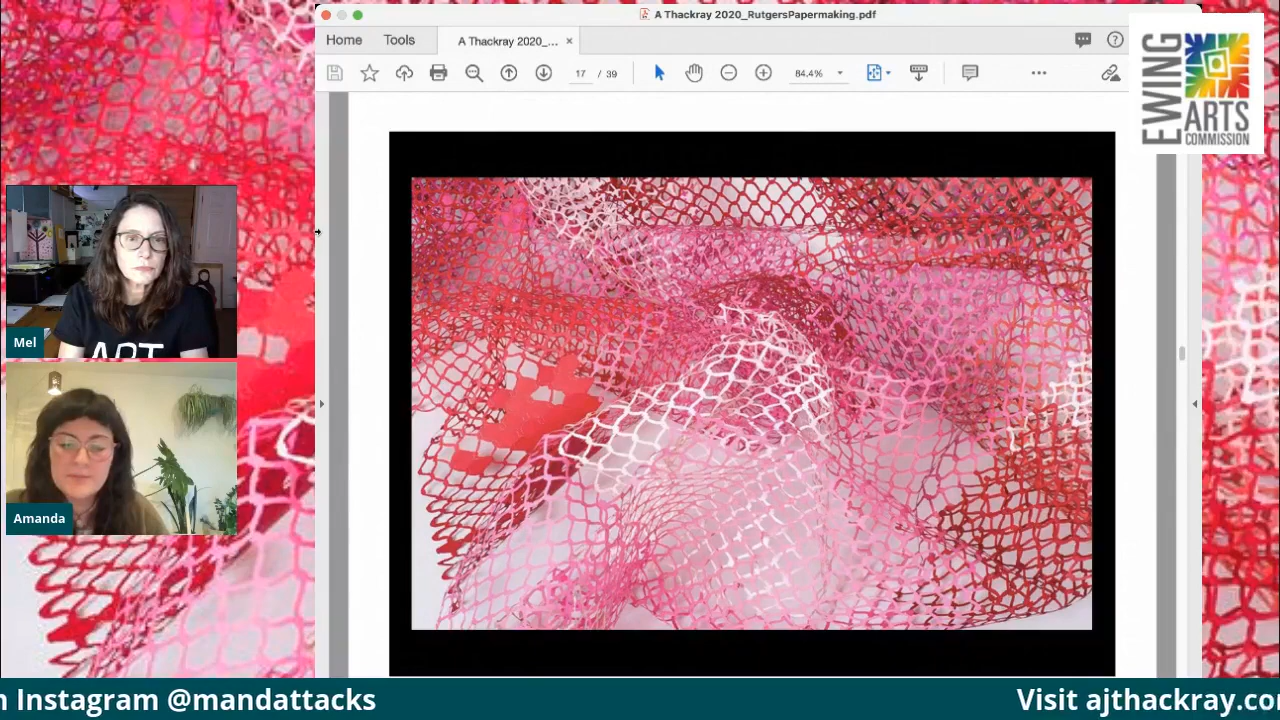 A Thackray 2020_RutgersPapermaking.pdf
Home
Tools
A Thackray 2020_...
17 / 39
84.4%
EWING
ARTS
COMMISSION
Mel
ART
Amanda
n Instagram @mandattacks
Visit ajthackray.co